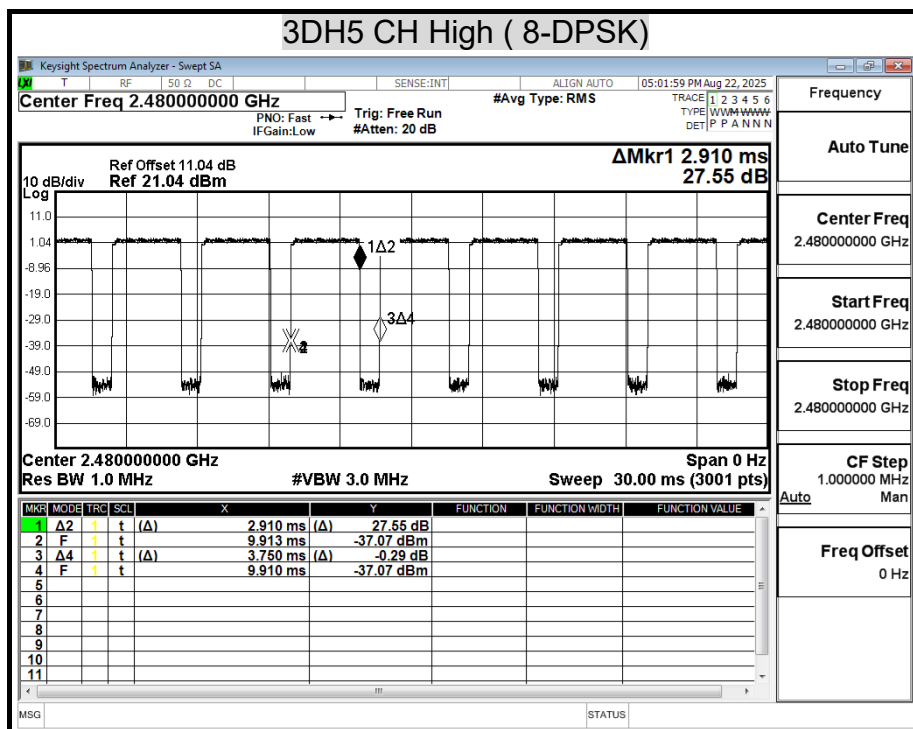 3DH5 CH High ( 8-DPSK)
Keysight Spectrum Analyzer - Swept SA
LXI T RF 50 Ω DC SENSE:INT ALIGN AUTO 05:01:59 PM Aug 22, 2025
Center Freq 2.480000000 GHz
PNO: Fast
IFGain:Low
Trig: Free Run
#Atten: 20 dB
#Avg Type: RMS
TRACE 1 2 3 4 5 6
TYPE WWMWWWW
DET P P A N N N
Frequency
Auto Tune
Center Freq
2.480000000 GHz
Start Freq
2.480000000 GHz
Stop Freq
2.480000000 GHz
CF Step
1.000000 MHz
Auto Man
Freq Offset
0 Hz
ΔMkr1 2.910 ms
27.55 dB
Ref Offset 11.04 dB
10 dB/div Ref 21.04 dBm
Log
11.0
1.04
-8.96
-19.0
-29.0
-39.0
-49.0
-59.0
-69.0
1Δ2
3Δ4
Center 2.480000000 GHz Span 0 Hz
Res BW 1.0 MHz #VBW 3.0 MHz Sweep 30.00 ms (3001 pts)
MKR MODE TRC SCL X Y FUNCTION FUNCTION WIDTH FUNCTION VALUE
1 Δ2 1 t (Δ) 2.910 ms (Δ) 27.55 dB
2 F 1 t 9.913 ms -37.07 dBm
3 Δ4 1 t (Δ) 3.750 ms (Δ) -0.29 dB
4 F 1 t 9.910 ms -37.07 dBm
5
6
7
8
9
10
11
MSG STATUS